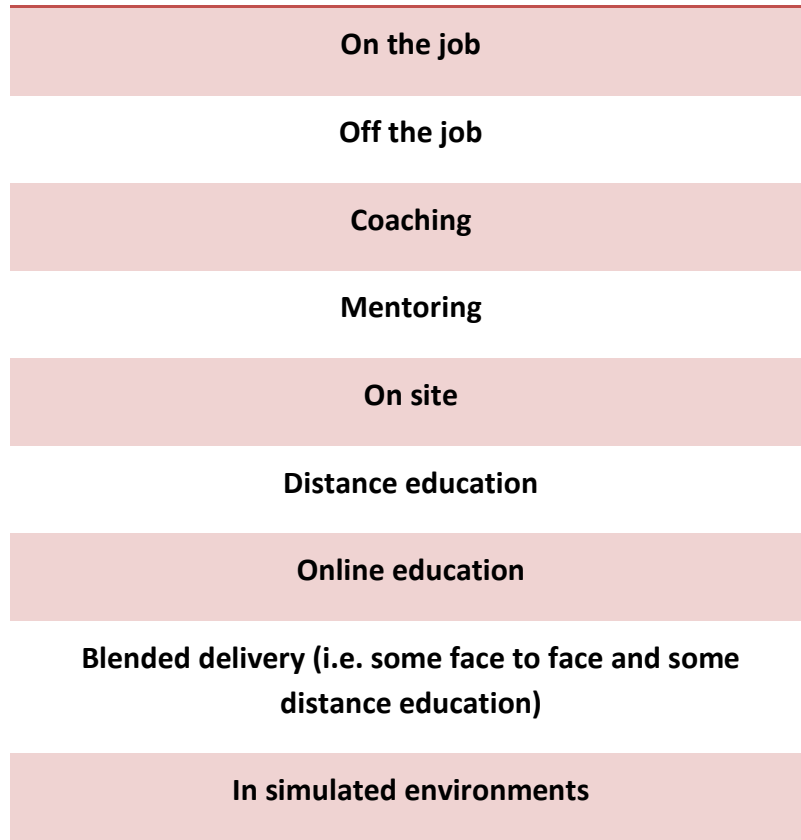 On the job
Off the job
Coaching
Mentoring
On site
Distance education
Online education
Blended delivery (i.e. some face to face and some
distance education)
In simulated environments